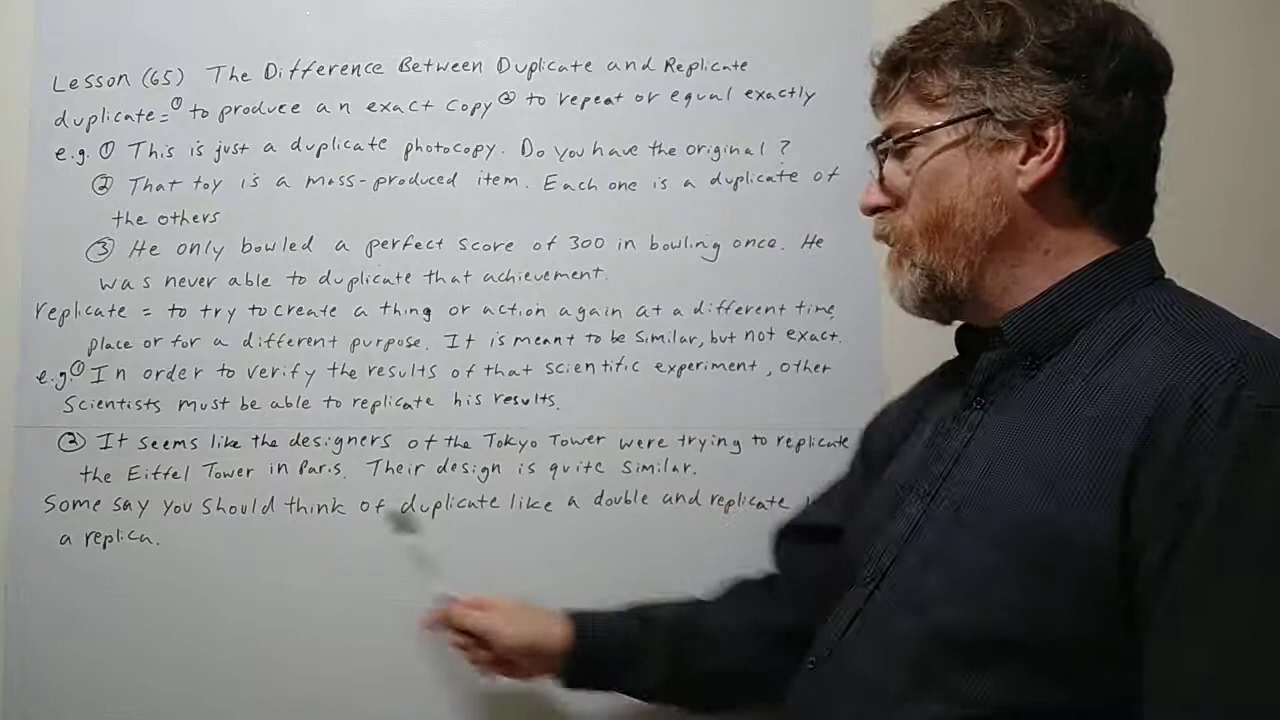 Lesson (65) The Difference Between Duplicate and Replicate
duplicate = ① to produce an exact copy ② to repeat or equal exactly
e.g. ① This is just a duplicate photocopy. Do you have the original?
② That toy is a mass-produced item. Each one is a duplicate of
the others
③ He only bowled a perfect score of 300 in bowling once. He
was never able to duplicate that achievement.
replicate = to try to create a thing or action again at a different time,
place or for a different purpose. It is meant to be similar, but not exact.
e.g. ① In order to verify the results of that scientific experiment, other
Scientists must be able to replicate his results.
② It seems like the designers of the Tokyo Tower were trying to replicate
the Eiffel Tower in Paris. Their design is quite similar.
Some say you should think of duplicate like a double and replicate
a replica.